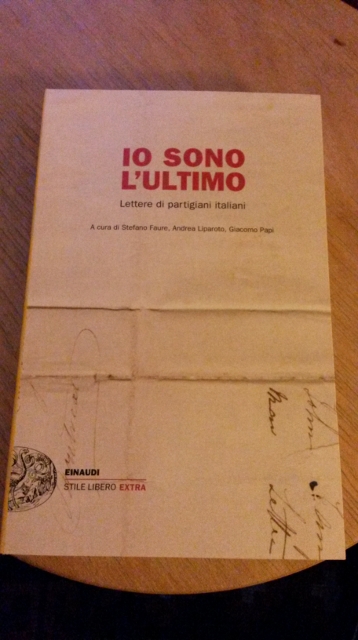 IO SONO
L'ULTIMO
Lettere di partigiani italiani
A cura di Stefano Faure, Andrea Liparoto, Giacomo Papi
EINAUDI
STILE LIBERO EXTRA